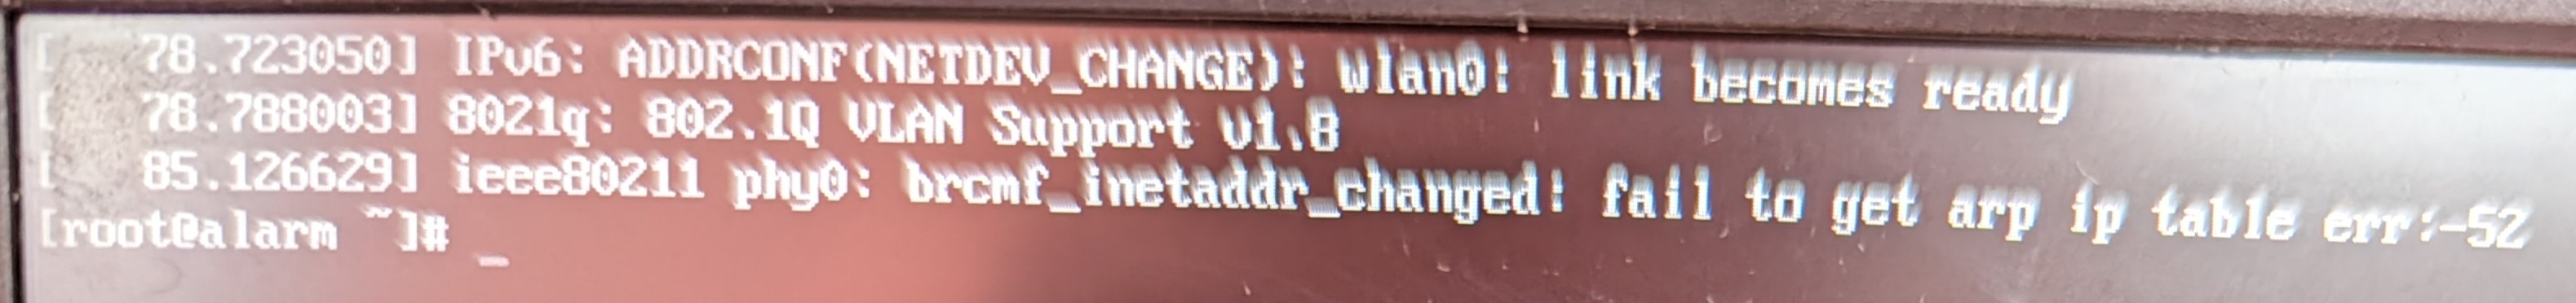 [   78.723050] IPv6: ADDRCONF(NETDEV_CHANGE): wlan0: link becomes ready
[   78.788003] 8021q: 802.1Q VLAN Support v1.8
[   85.126629] ieee80211 phy0: brcmf_inetaddr_changed: fail to get arp ip table err:-52
[root@alarm ~]# _